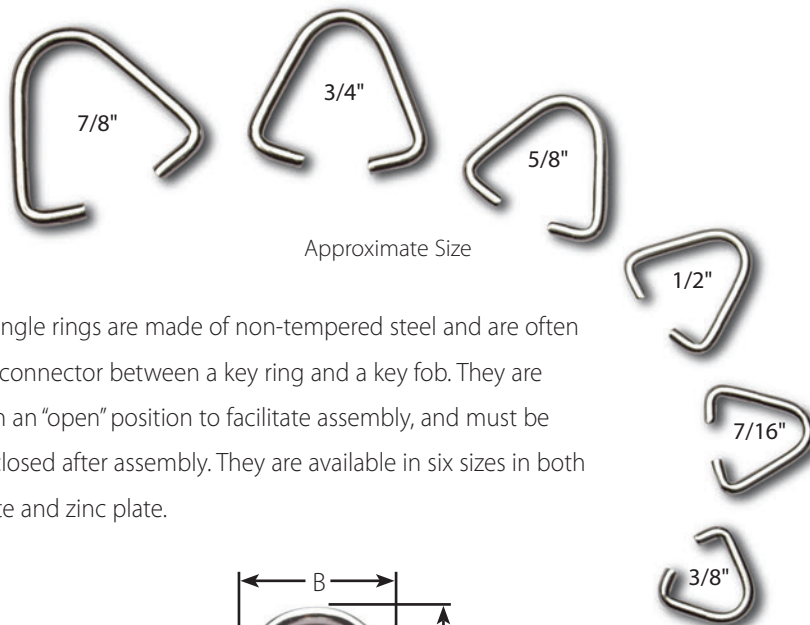 7/8"
3/4"
5/8"
Approximate Size
1/2"
ngle rings are made of non-tempered steel and are often
connector between a key ring and a key fob. They are
an “open” position to facilitate assembly, and must be
closed after assembly. They are available in six sizes in both
and zinc plate.
7/16"
3/8"
B